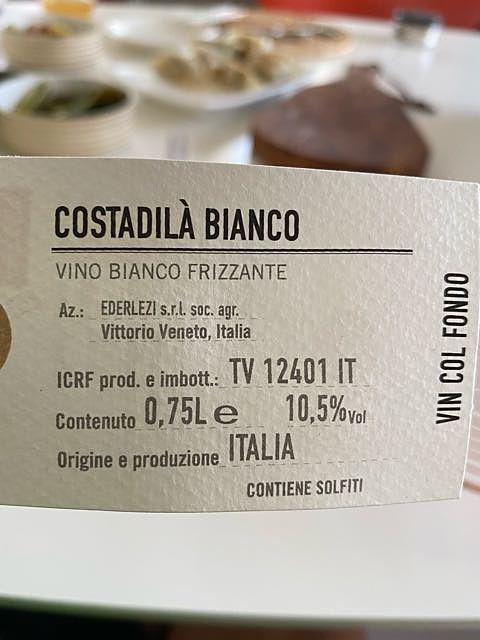 COSTADILÀ BIANCO
VINO BIANCO FRIZZANTE
Az.: EDERLEZI s.r.l. soc. agr.
Vittorio Veneto, Italia
ICRF prod. e imbott.: TV 12401 IT
Contenuto 0,75L e 10,5% Vol
Origine e produzione ITALIA
CONTIENE SOLFITI
VIN COL FONDO